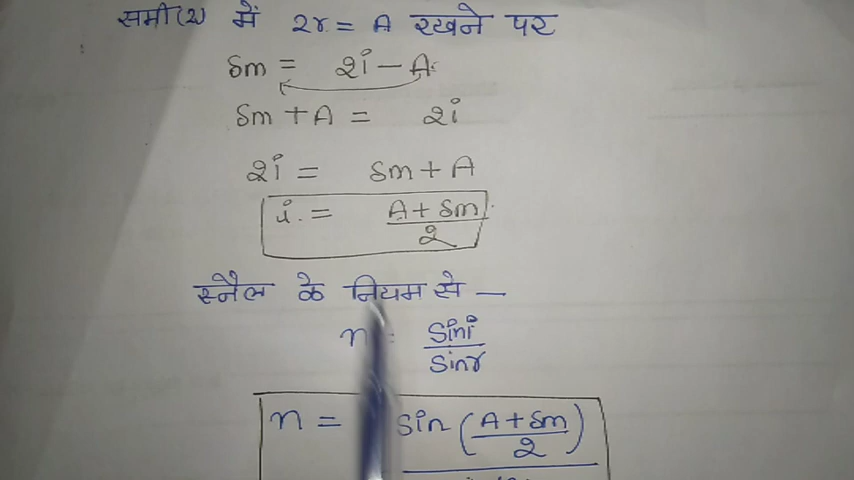 समी(2) में 2r = A रखने पर
δm = 2i - A
δm + A = 2i
2i = δm + A
i = A + δm / 2
स्नैल के नियम से -
n = sini / sinr
n = sin (A + δm / 2)